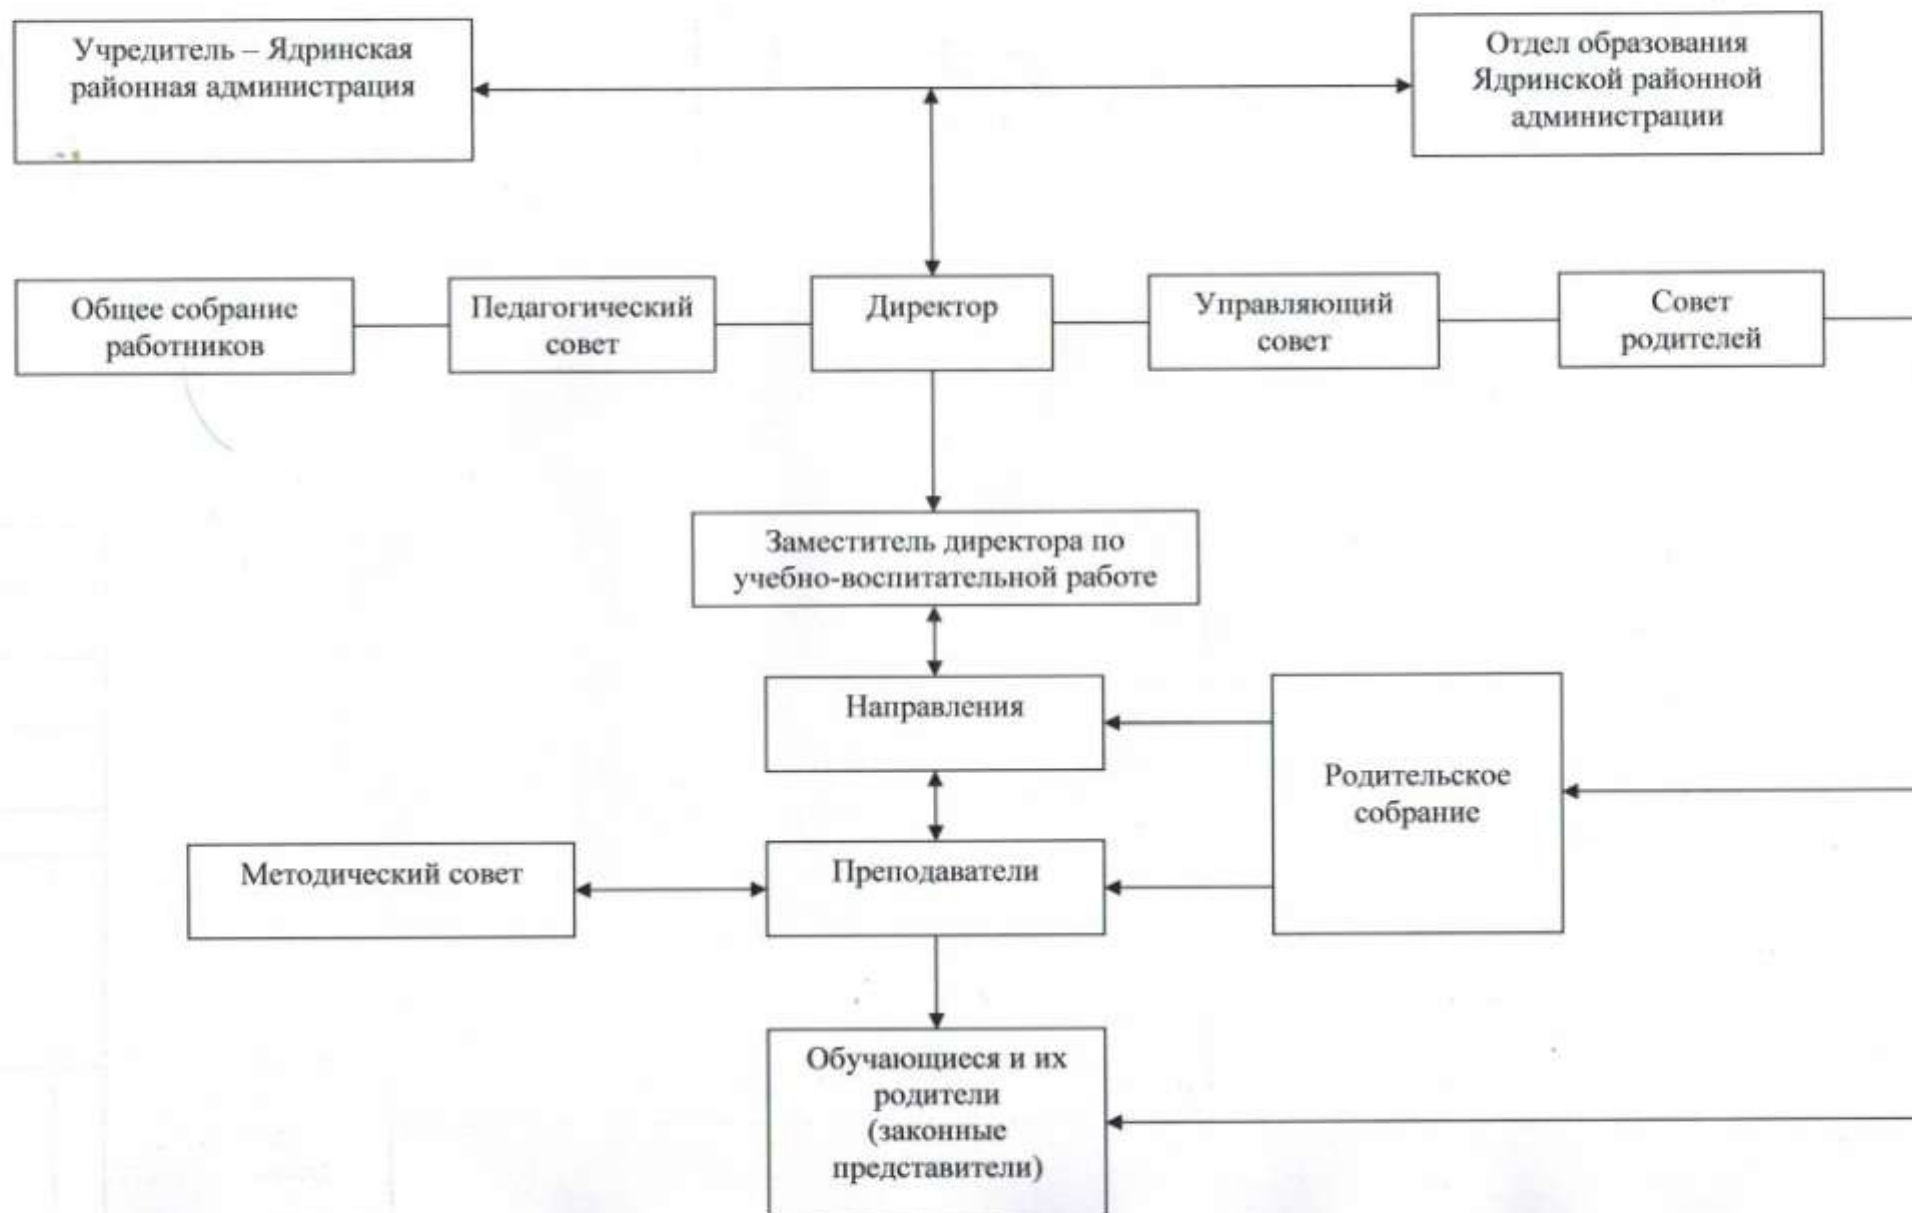 Учредитель – Ядринская
районная администрация
Отдел образования
Ядринской районной
администрации
Общее собрание
работников
Педагогический
совет
Директор
Управляющий
совет
Совет
родителей
Заместитель директора по
учебно-воспитательной работе
Направления
Родительское
собрание
Методический совет
Преподаватели
Обучающиеся и их
родители
(законные
представители)